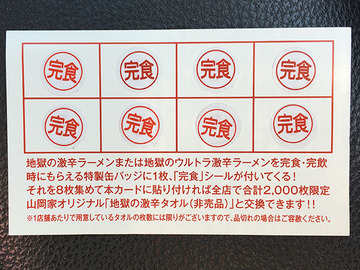 完食 完食 完食 完食
完食 完食 完食 完食
地獄の激辛ラーメンまたは地獄のウルトラ激辛ラーメンを完食・完飲
時にもらえる特製缶バッジに1枚、「完食」シールが付いてくる!
それを8枚集めて本カードに貼り付ければ全店で合計2,000枚限定
山岡家オリジナル「地獄の激辛タオル(非売品)」と交換できます!!
※1店舗あたりで用意しているタオルの枚数には限りがございますので、品切れの場合はご容赦ください。